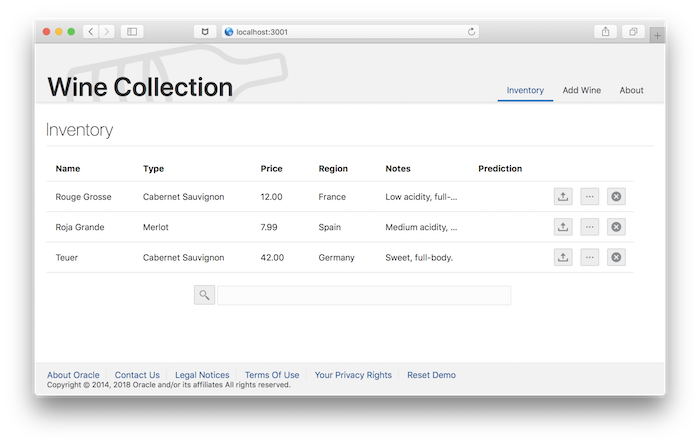 localhost:3001
Wine Collection
Inventory Add Wine About
Inventory
Name Type Price Region Notes Prediction
Rouge Grosse Cabernet Sauvignon 12.00 France Low acidity, full-...
Roja Grande Merlot 7.99 Spain Medium acidity, ...
Teuer Cabernet Sauvignon 42.00 Germany Sweet, full-body.
About Oracle Contact Us Legal Notices Terms Of Use Your Privacy Rights Reset Demo
Copyright © 2014, 2018 Oracle and/or its affiliates All rights reserved.